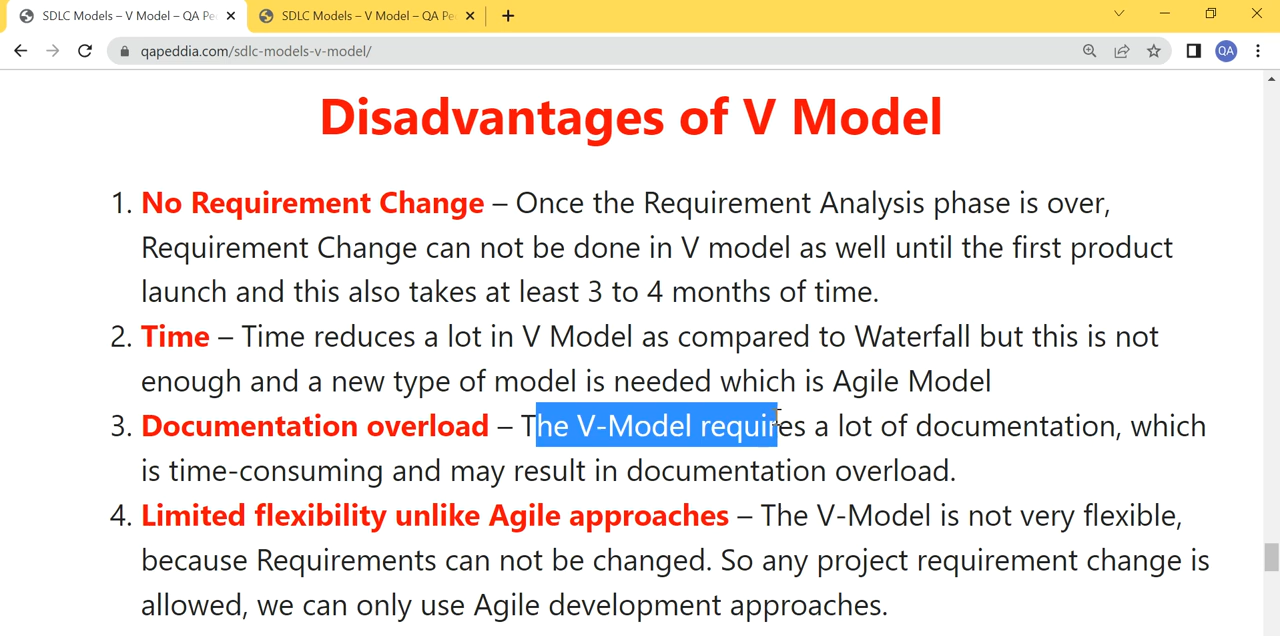 SDLC Models – V Model – QA Pe
SDLC Models – V Model – QA Pe
qapeddia.com/sdlc-models-v-model/
QA
Disadvantages of V Model
1. No Requirement Change – Once the Requirement Analysis phase is over,
Requirement Change can not be done in V model as well until the first product
launch and this also takes at least 3 to 4 months of time.
2. Time – Time reduces a lot in V Model as compared to Waterfall but this is not
enough and a new type of model is needed which is Agile Model
3. Documentation overload – The V-Model requires a lot of documentation, which
is time-consuming and may result in documentation overload.
4. Limited flexibility unlike Agile approaches – The V-Model is not very flexible,
because Requirements can not be changed. So any project requirement change is
allowed, we can only use Agile development approaches.